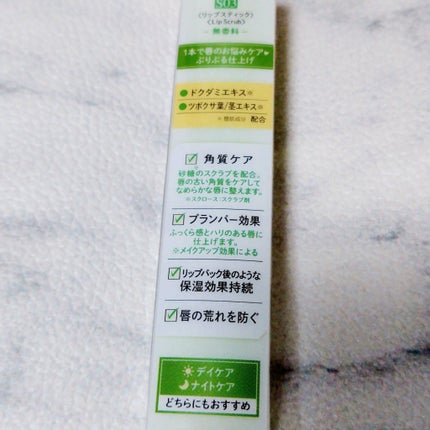 S03
〈リップスティック〉
〈Lip Scrub〉
- 無香料 -
1本で唇のお悩みケア
ぷりぷる仕上げ
●ドクダミエキス※
●ツボクサ葉/茎エキス※
※整肌成分 配合
☑角質ケア
砂糖のスクラブを配合。
唇の古い角質をケアして
なめらかな唇に整えます。
※スクロース：スクラブ剤
☑プランパー効果
ふっくら感とハリのある唇に
仕上げます。
※メイクアップ効果による
☑リップパック後のような
保湿効果持続
☑唇の荒れを防ぐ
デイケア
ナイトケア
どちらにもおすすめ